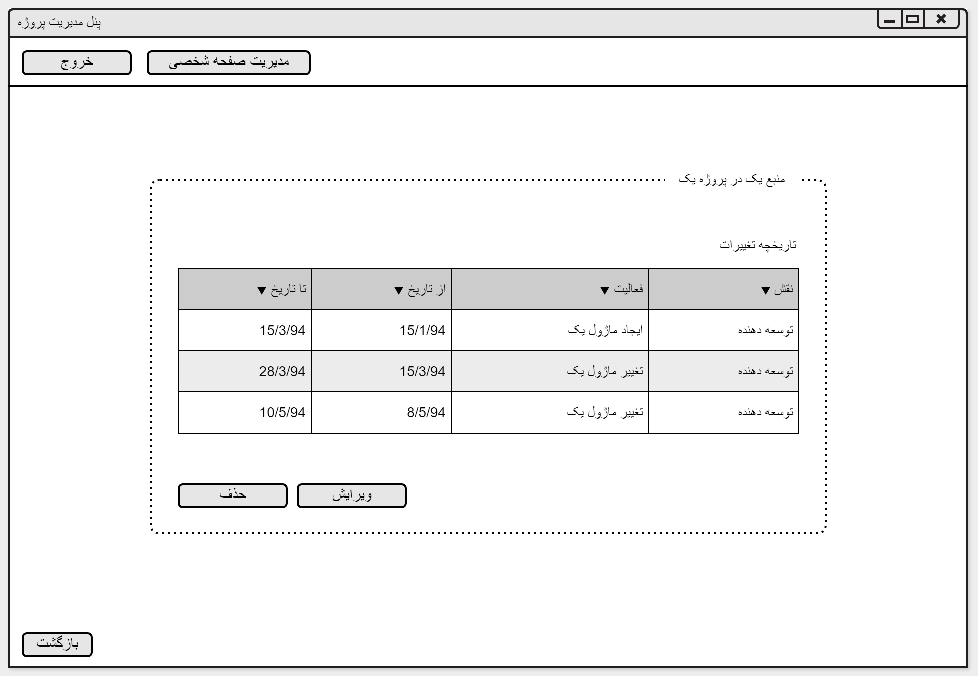 پنل مدیریت پروژه
مدیریت صفحه شخصی
خروج
منبع یک در پروژه یک
تاریخچه تغییرات
نقش ▼ فعالیت ▼ از تاریخ ▼ تا تاریخ ▼
توسعه دهنده ایجاد ماژول یک 15/1/94 15/3/94
توسعه دهنده تغییر ماژول یک 15/3/94 28/3/94
توسعه دهنده تغییر ماژول یک 8/5/94 10/5/94
ویرایش
حذف
بازگشت